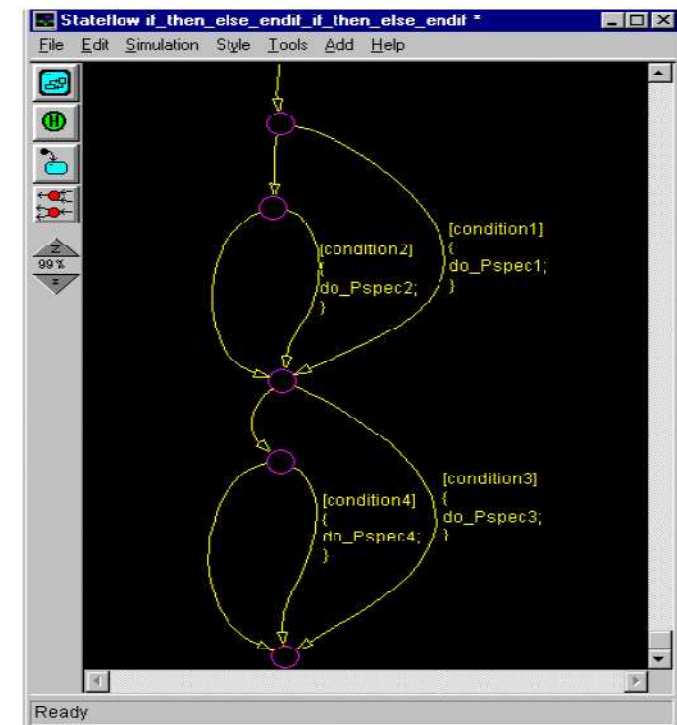 Stateflow if_then_else_endif_if_then_else_endif *
File Edit Simulation Style Tools Add Help
H
Z
99 %
[condition1]
{
do_Pspec1;
}
[condition2]
{
do_Pspec2;
}
[condition3]
{
do_Pspec3;
}
[condition4]
{
do_Pspec4;
}
Ready